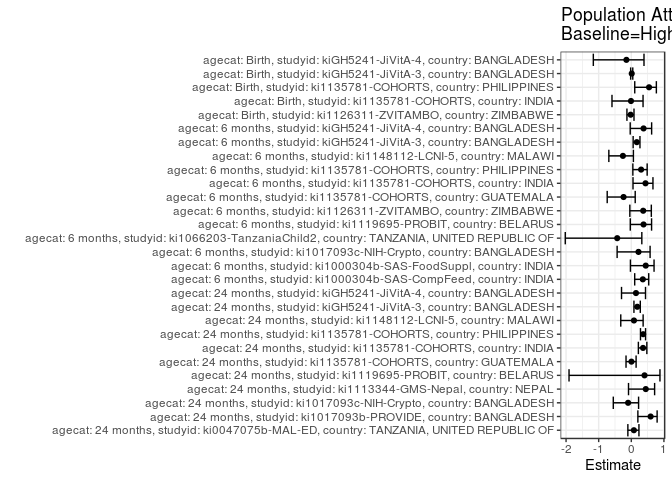 Population Att
Baseline=High
agecat: Birth, studyid: kiGH5241-JiVitA-4, country: BANGLADESH
agecat: Birth, studyid: kiGH5241-JiVitA-3, country: BANGLADESH
agecat: Birth, studyid: ki1135781-COHORTS, country: PHILIPPINES
agecat: Birth, studyid: ki1135781-COHORTS, country: INDIA
agecat: Birth, studyid: ki1126311-ZVITAMBO, country: ZIMBABWE
agecat: 6 months, studyid: kiGH5241-JiVitA-4, country: BANGLADESH
agecat: 6 months, studyid: kiGH5241-JiVitA-3, country: BANGLADESH
agecat: 6 months, studyid: ki1148112-LCNI-5, country: MALAWI
agecat: 6 months, studyid: ki1135781-COHORTS, country: PHILIPPINES
agecat: 6 months, studyid: ki1135781-COHORTS, country: INDIA
agecat: 6 months, studyid: ki1135781-COHORTS, country: GUATEMALA
agecat: 6 months, studyid: ki1126311-ZVITAMBO, country: ZIMBABWE
agecat: 6 months, studyid: ki1119695-PROBIT, country: BELARUS
agecat: 6 months, studyid: ki1066203-TanzaniaChild2, country: TANZANIA, UNITED REPUBLIC OF
agecat: 6 months, studyid: ki1017093c-NIH-Crypto, country: BANGLADESH
agecat: 6 months, studyid: ki1000304b-SAS-FoodSuppl, country: INDIA
agecat: 6 months, studyid: ki1000304b-SAS-CompFeed, country: INDIA
agecat: 24 months, studyid: kiGH5241-JiVitA-4, country: BANGLADESH
agecat: 24 months, studyid: kiGH5241-JiVitA-3, country: BANGLADESH
agecat: 24 months, studyid: ki1148112-LCNI-5, country: MALAWI
agecat: 24 months, studyid: ki1135781-COHORTS, country: PHILIPPINES
agecat: 24 months, studyid: ki1135781-COHORTS, country: INDIA
agecat: 24 months, studyid: ki1135781-COHORTS, country: GUATEMALA
agecat: 24 months, studyid: ki1119695-PROBIT, country: BELARUS
agecat: 24 months, studyid: ki1113344-GMS-Nepal, country: NEPAL
agecat: 24 months, studyid: ki1017093c-NIH-Crypto, country: BANGLADESH
agecat: 24 months, studyid: ki1017093b-PROVIDE, country: BANGLADESH
agecat: 24 months, studyid: ki0047075b-MAL-ED, country: TANZANIA, UNITED REPUBLIC OF
-2 -1 0 1
Estimate